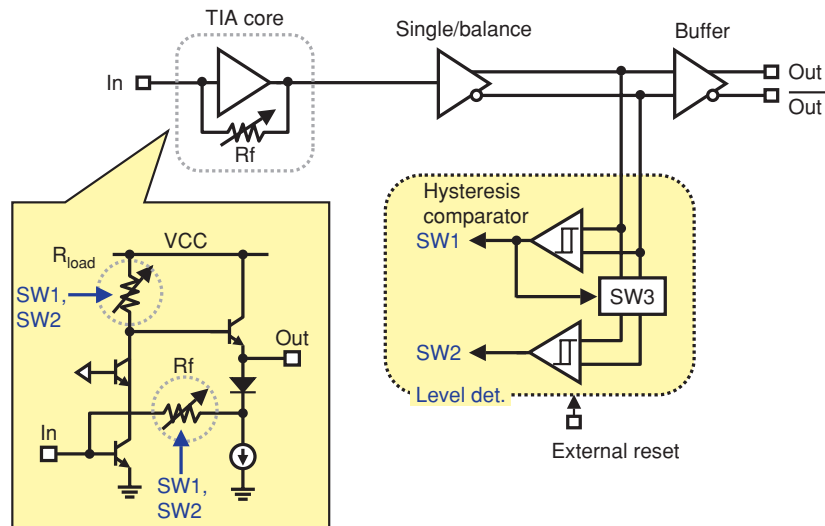 TIA core
Single/balance
Buffer
In
Out
Out
Rf
Hysteresis
comparator
SW1
SW3
SW2
Level det.
External reset
VCC
Rload
SW1,
SW2
Out
Rf
In
SW1,
SW2